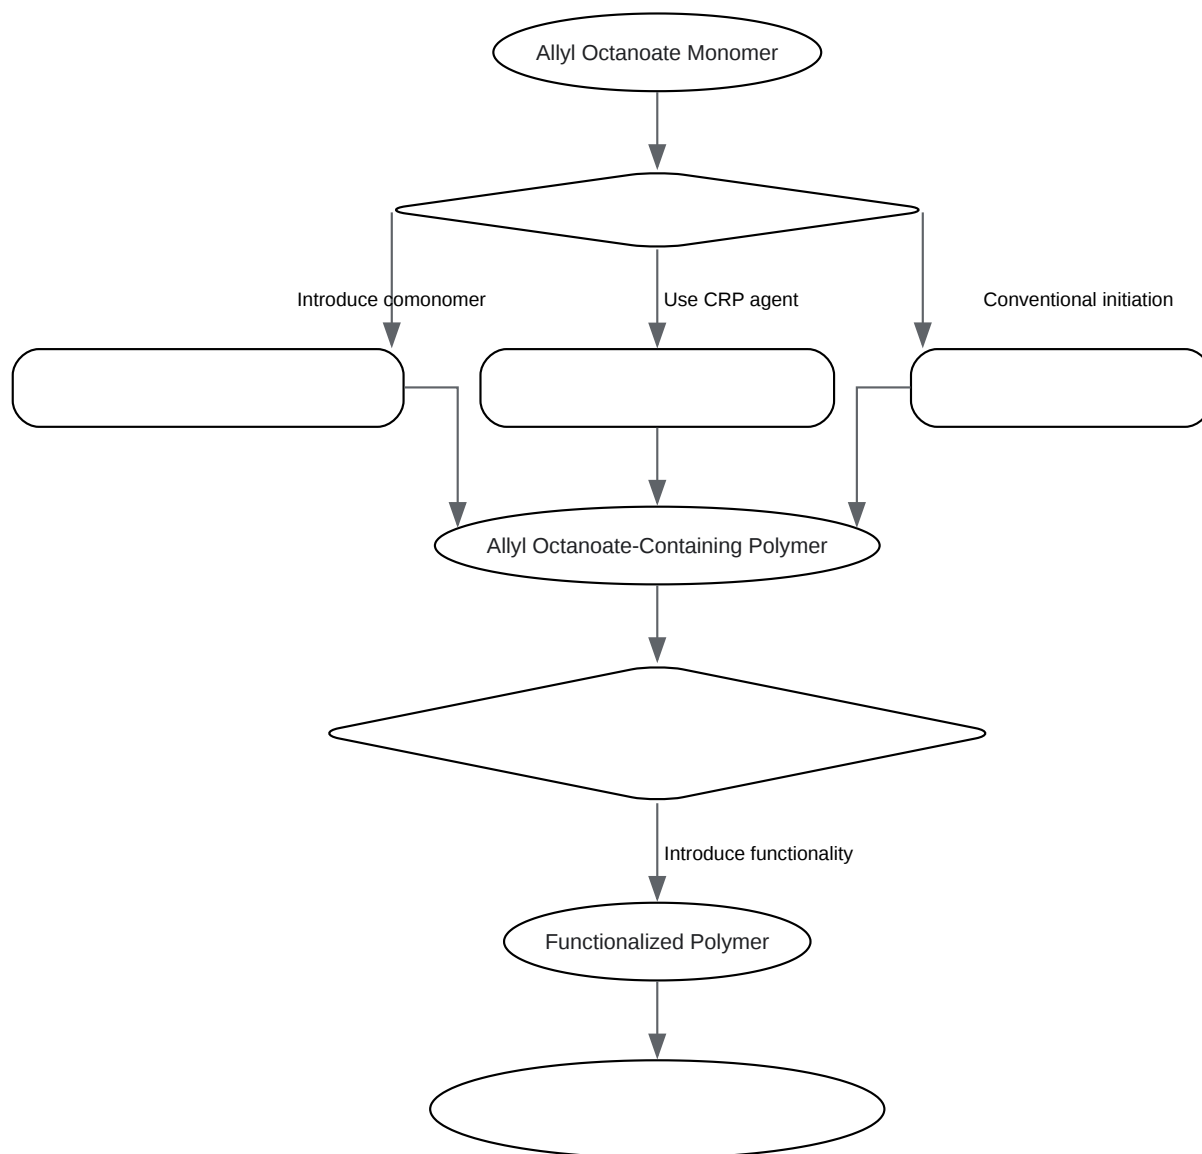 Allyl Octanoate Monomer
Introduce comonomer
Use CRP agent
Conventional initiation
Allyl Octanoate-Containing Polymer
Introduce functionality
Functionalized Polymer